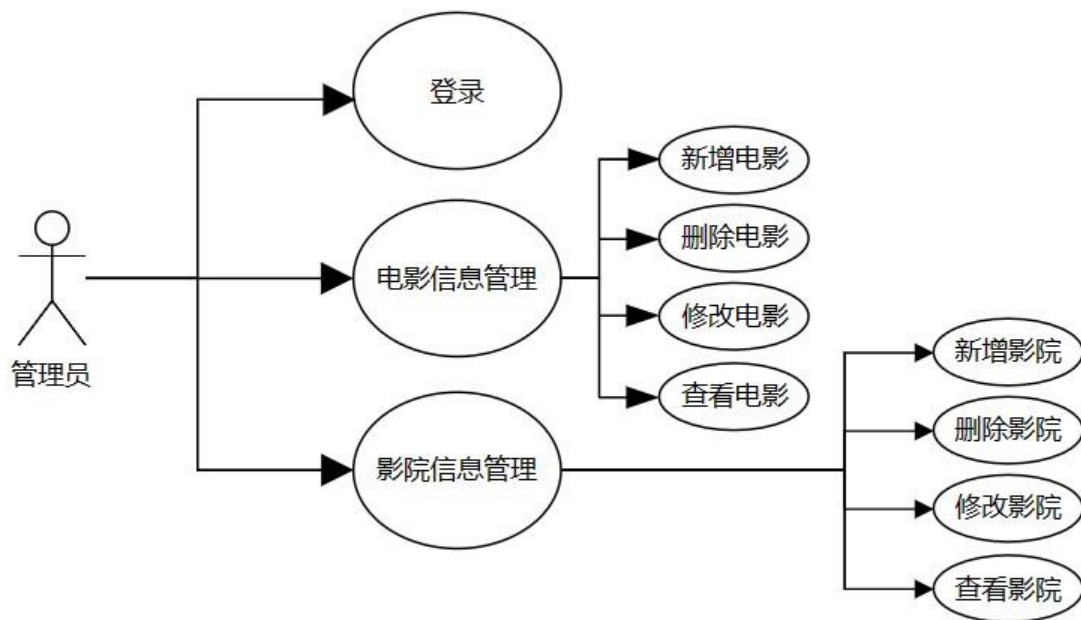 登录
新增电影
删除电影
电影信息管理
修改电影
查看电影
管理员
新增影院
删除影院
影院信息管理
修改影院
查看影院